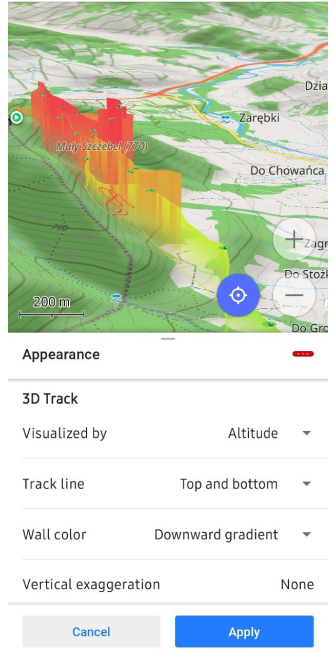 Dzia
Zarębki
Mały Szczebel (770)
Do Chowańca
Zagr
Do Stoż
200 m
Do Gro
Appearance
3D Track
Visualized by Altitude
Track line Top and bottom
Wall color Downward gradient
Vertical exaggeration None
Cancel Apply